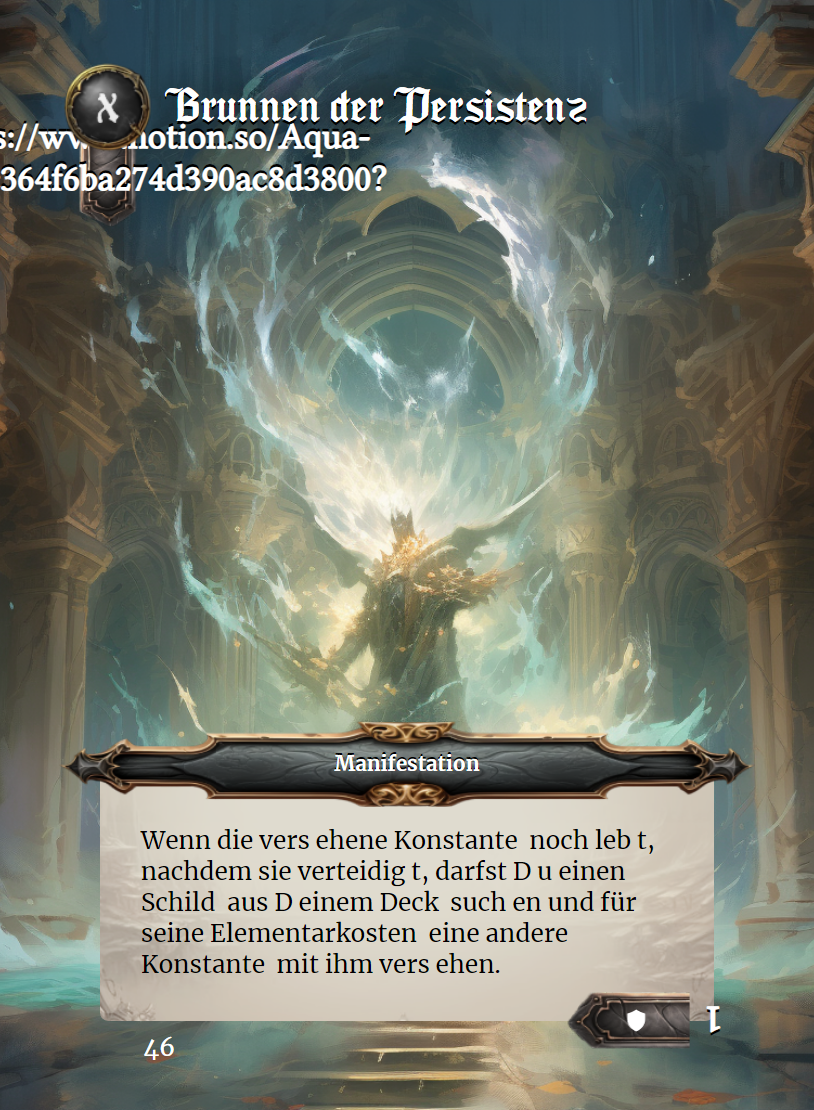 א
Brunnen der Persistenz
s://ww notion.so/Aqua-
364f6ba274d390ac8d3800?
Manifestation
Wenn die vers ehene Konstante noch leb t,
nachdem sie verteidig t, darfst D u einen
Schild aus D einem Deck such en und für
seine Elementarkosten eine andere
Konstante mit ihm vers ehen.
1
46